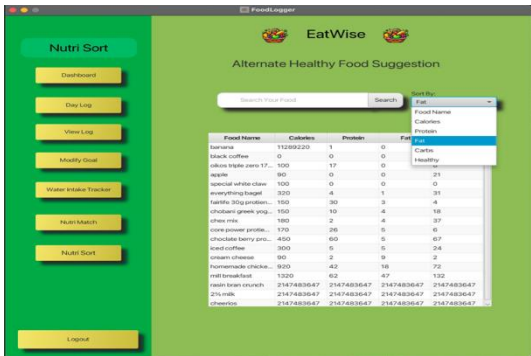 FoodLogger
Nutri Sort
Dashboard
Day Log
View Log
Modify Goal
Water Intake Tracker
Nutri Match
Nutri Sort
Logout
EatWise
Alternate Healthy Food Suggestion
Search Your Food
Search
Sort By:
Fat
Food Name
Calories
Protein
Fat
Carbs
Healthy
Food Name Calories Protein Fat
banana 11289220 1 0
black coffee 0 0 0
oikos triple zero 17... 100 17 0
apple 90 0 0 21
special white claw 100 0 0 0
everything bagel 320 4 1 31
fairlife 30g protien... 150 30 3 4
chobani greek yog... 150 10 4 18
chex mix 180 2 4 37
core power protie... 170 26 5 6
choclate berry pro... 450 60 5 67
iced coffee 300 5 5 24
cream cheese 90 2 9 2
homemade chicke... 920 42 16 72
mill breakfast 1320 62 47 132
rasin bran crunch 2147483647 2147483647 2147483647 2147483647
2% milk 2147483647 2147483647 2147483647 2147483647
cheerios 2147483647 2147483647 2147483647 2147483647